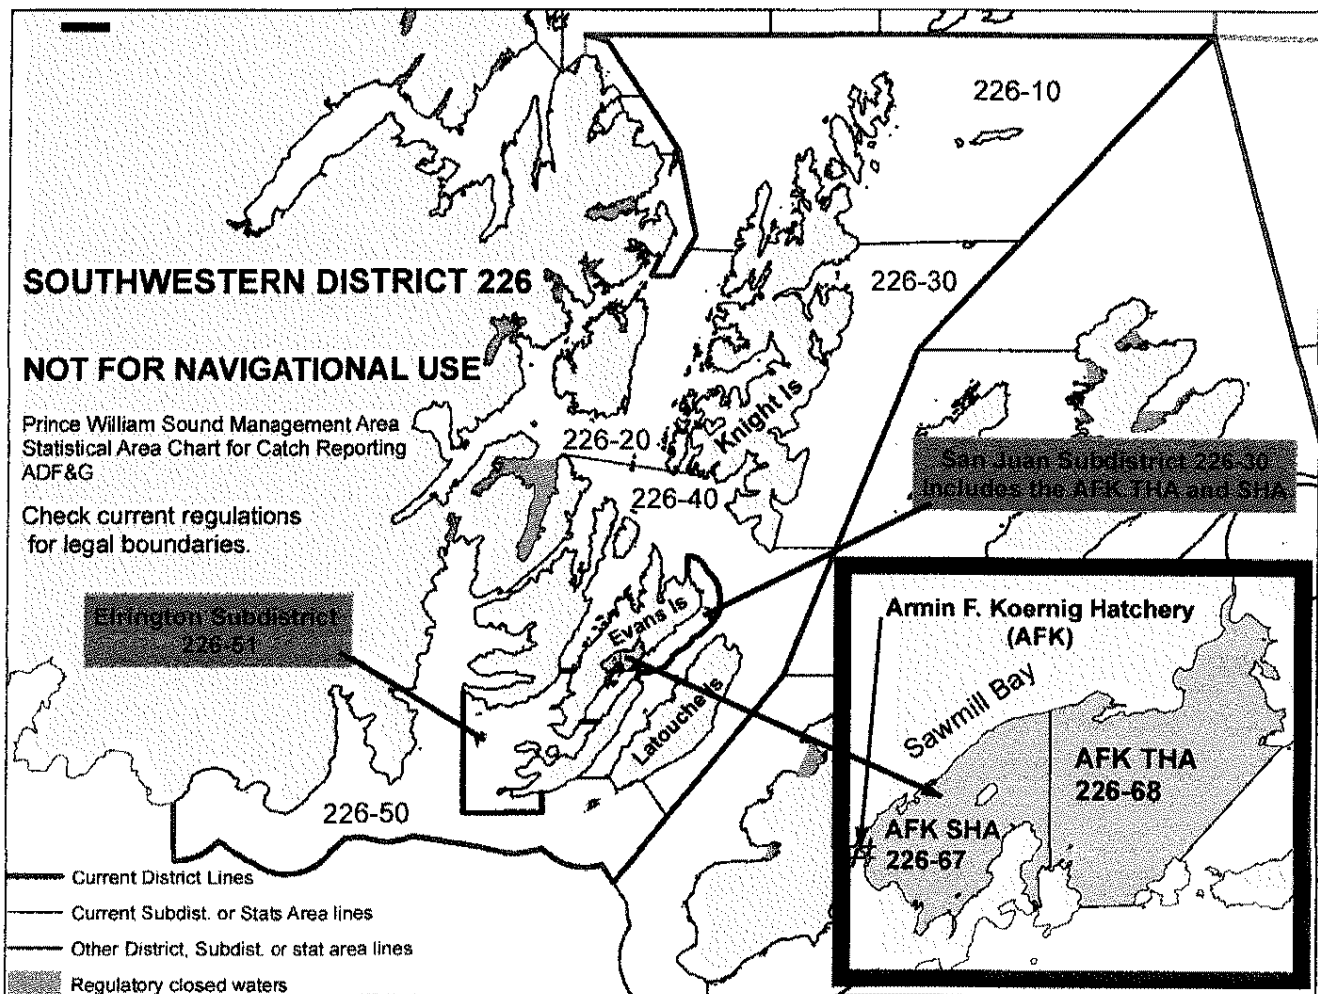 226-10
SOUTHWESTERN DISTRICT 226
226-30
NOT FOR NAVIGATIONAL USE
Prince William Sound Management Area
Statistical Area Chart for Catch Reporting
ADF&G
Check current regulations
for legal boundaries.
Knight Is
226-20
226-40
San Juan Subdistrict 226-30
Includes the AFK THA and SHA
Elrington Subdistrict
226-51
Evans Is
Latouche Is
226-50
Armin F. Koernig Hatchery
(AFK)
Sawmill Bay
AFK THA
226-68
AFK SHA
226-67
Current District Lines
Current Subdist. or Stats Area lines
Other District, Subdist. or stat area lines
Regulatory closed waters